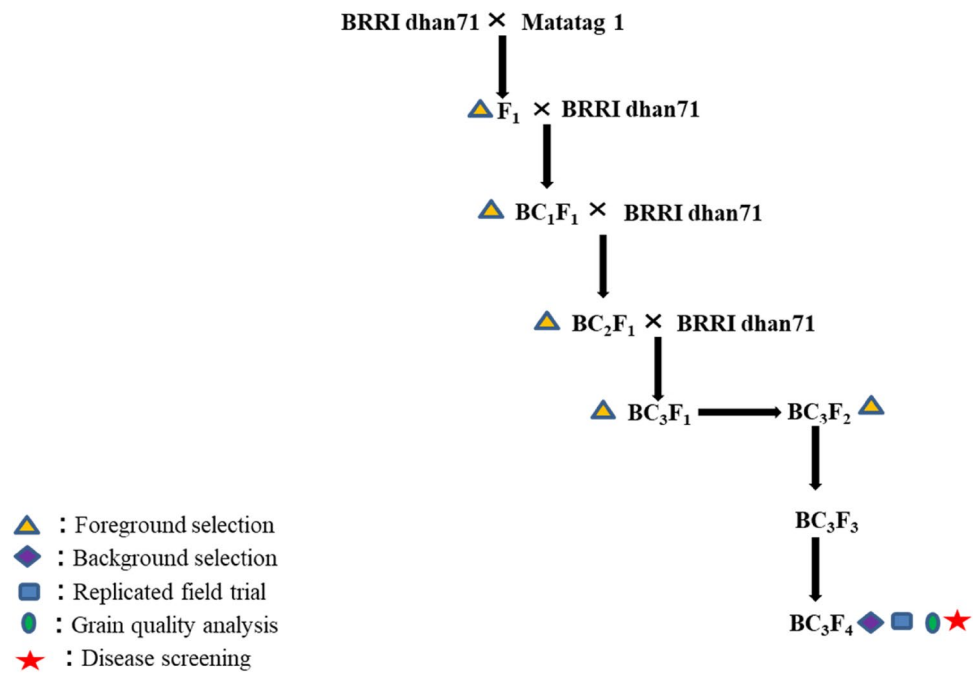 BRRI dhan71 × Matatag 1
F₁ × BRRI dhan71
BC₁F₁ × BRRI dhan71
BC₂F₁ × BRRI dhan71
BC₃F₁ BC₃F₂
BC₃F₃
BC₃F₄
: Foreground selection
: Background selection
: Replicated field trial
: Grain quality analysis
: Disease screening